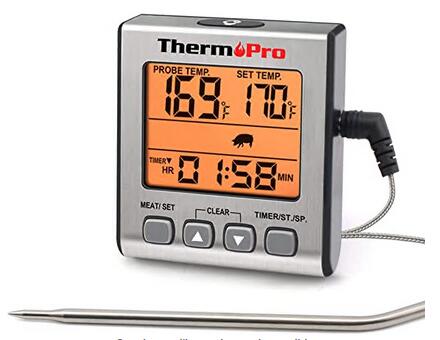 ThermoPro
PROBE TEMP. SET TEMP.
169°F 170°F
TIMER▼
HR 01:58 MIN
MEAT/ SET CLEAR TIMER/ST./SP.